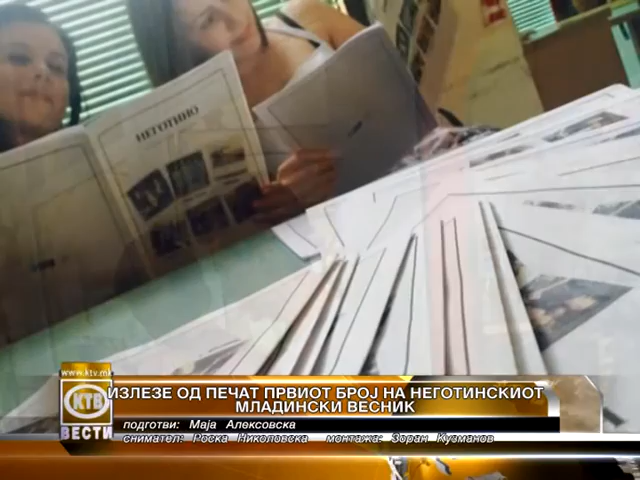 НЕГОТИНО
www.ktv.mk
КТВ
ВЕСТИ
ИЗЛЕЗЕ ОД ПЕЧАТ ПРВИОТ БРОЈ НА НЕГОТИНСКИОТ
МЛАДИНСКИ ВЕСНИК
подготви: Маја Алексовска
снимател: Роска Николовска монтажа: Зоран Кузманов